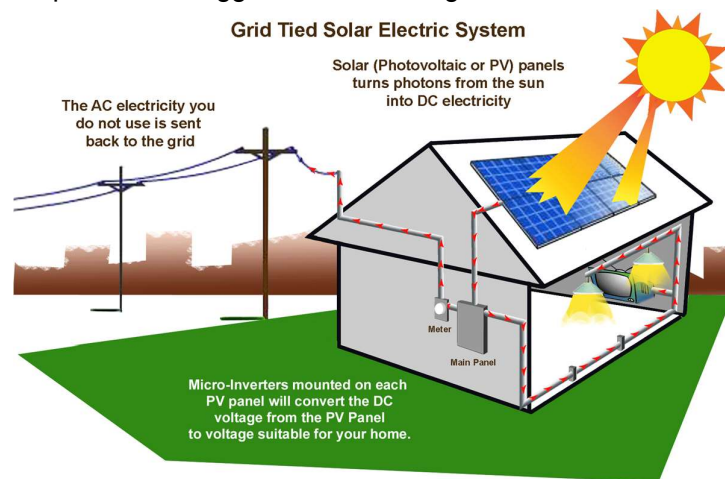 Grid Tied Solar Electric System
Solar (Photovoltaic or PV) panels
turns photons from the sun
into DC electricity
The AC electricity you
do not use is sent
back to the grid
Meter
Main Panel
Micro-Inverters mounted on each
PV panel will convert the DC
voltage from the PV Panel
to voltage suitable for your home.